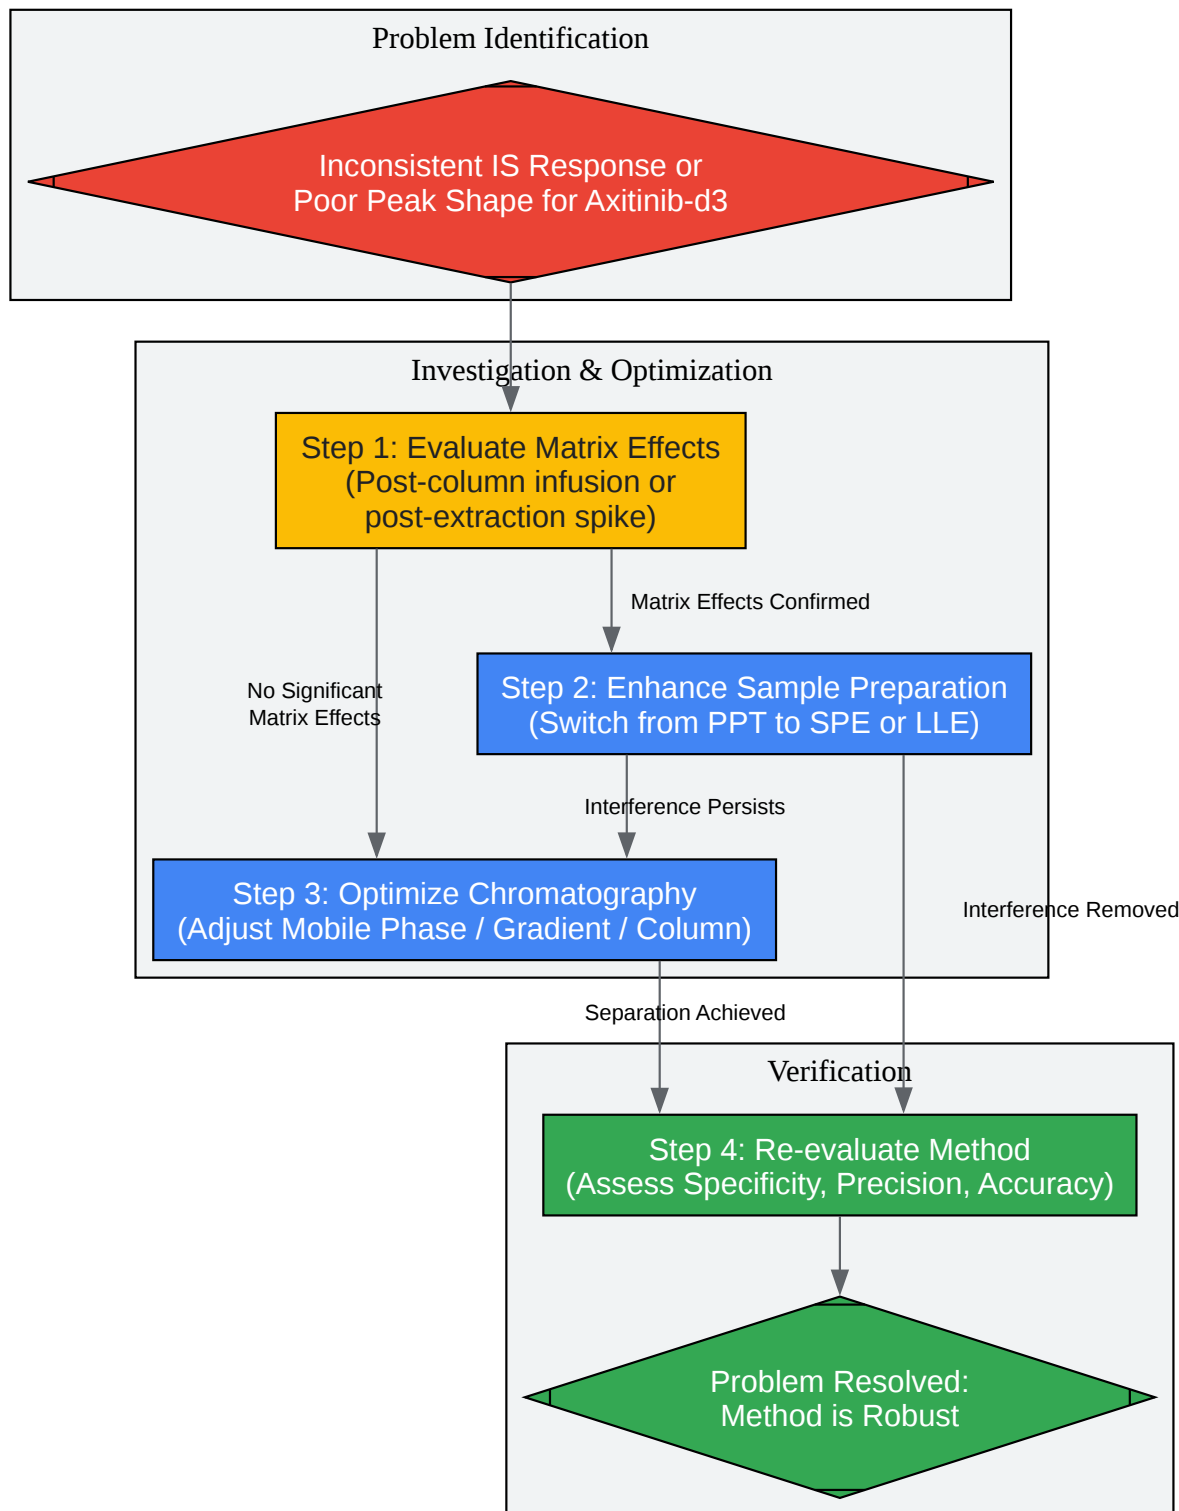 Problem Identification
Inconsistent IS Response or
Poor Peak Shape for Axitinib-d3
Investigation & Optimization
Step 1: Evaluate Matrix Effects
(Post-column infusion or
post-extraction spike)
Matrix Effects Confirmed
No Significant
Matrix Effects
Step 2: Enhance Sample Preparation
(Switch from PPT to SPE or LLE)
Interference Persists
Step 3: Optimize Chromatography
(Adjust Mobile Phase / Gradient / Column)
Interference Removed
Separation Achieved
Verification
Step 4: Re-evaluate Method
(Assess Specificity, Precision, Accuracy)
Problem Resolved:
Method is Robust